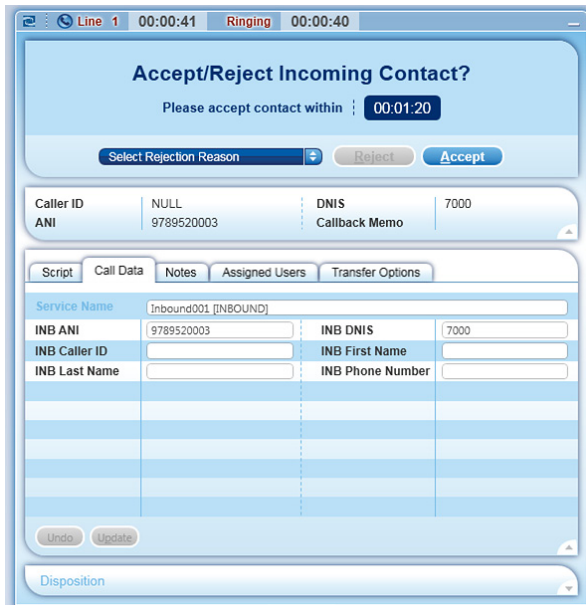 Line 1 00:00:41 Ringing 00:00:40
Accept/Reject Incoming Contact?
Please accept contact within 00:01:20
Select Rejection Reason Reject Accept
Caller ID NULL DNIS 7000
ANI 9789520003 Callback Memo
Script Call Data Notes Assigned Users Transfer Options
Service Name Inbound001 [INBOUND]
INB ANI 9789520003 INB DNIS 7000
INB Caller ID INB First Name
INB Last Name INB Phone Number
Undo Update
Disposition